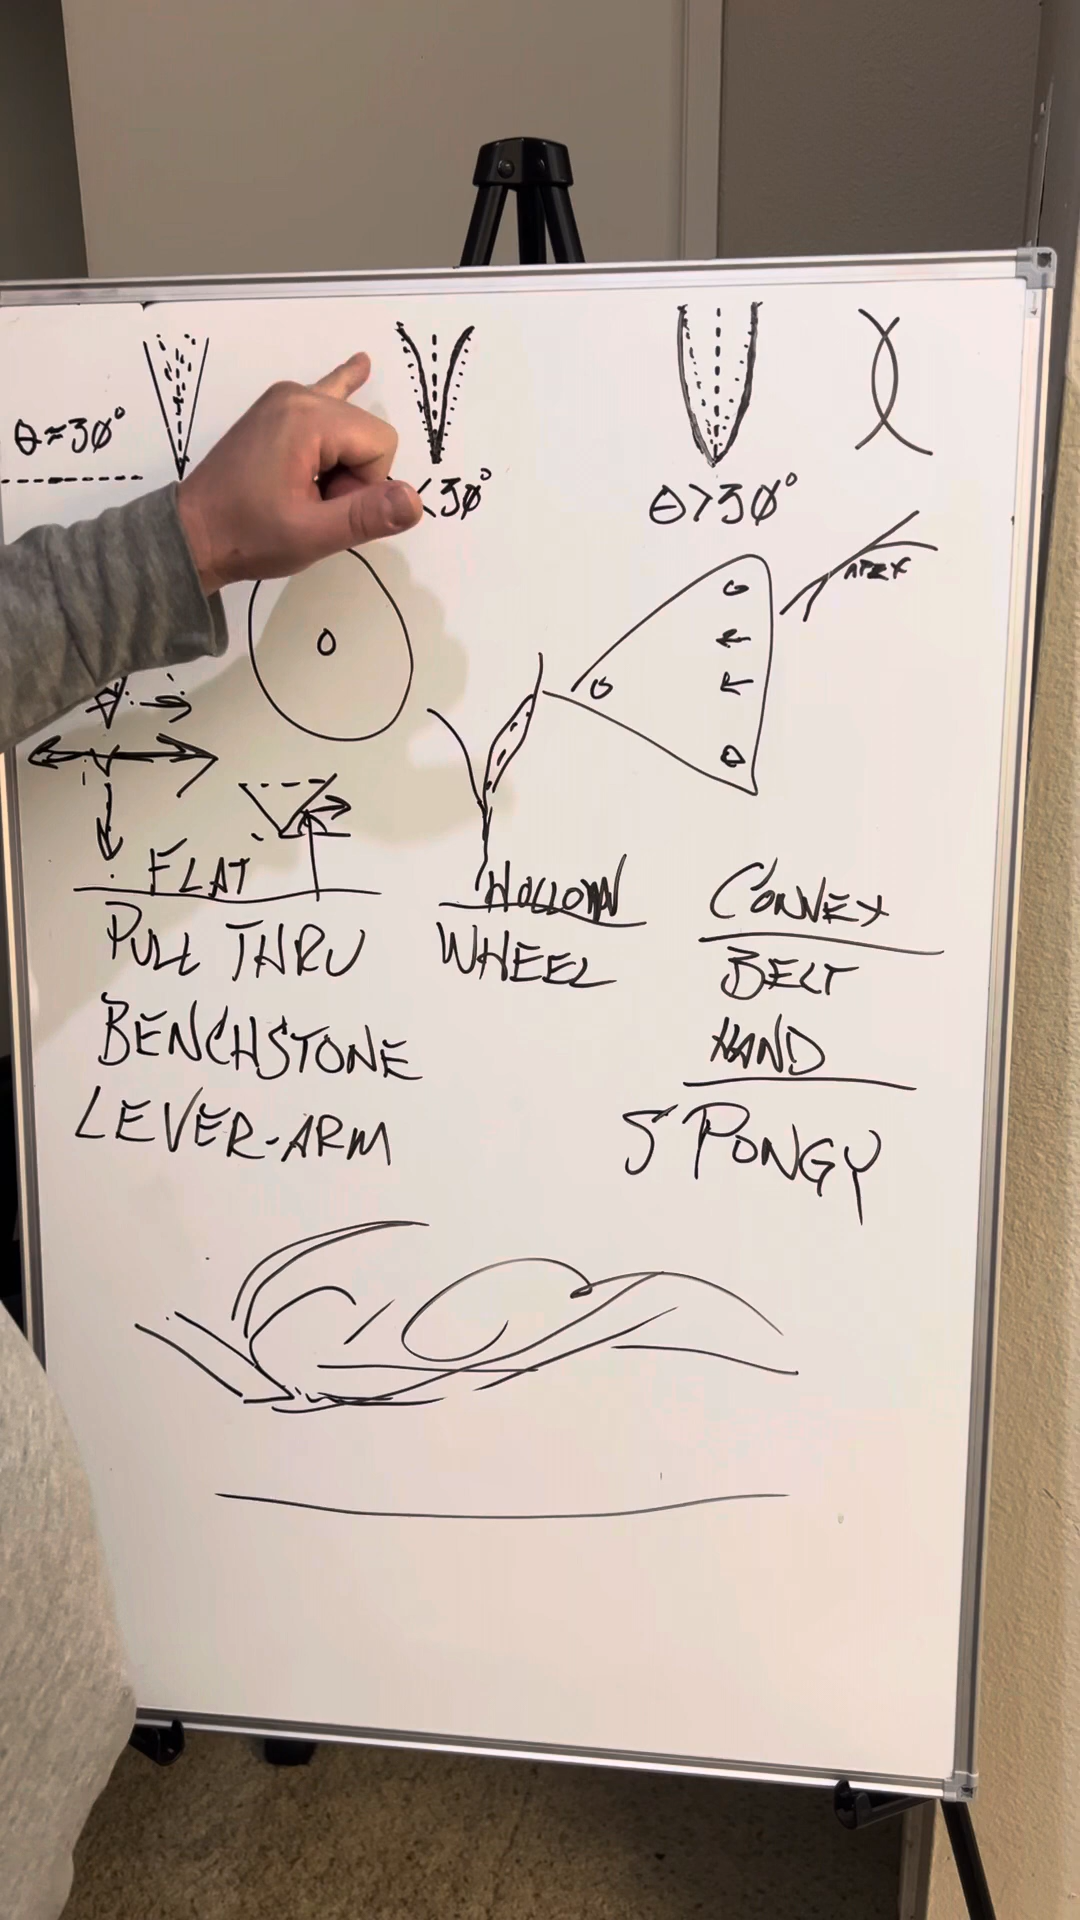 θ≈30°
<30°
θ>30°
APEX
FLAT
PULL THRU
BENCHSTONE
LEVER-ARM
HOLLOW
WHEEL
CONVEX
BELT
HAND
SPONGY